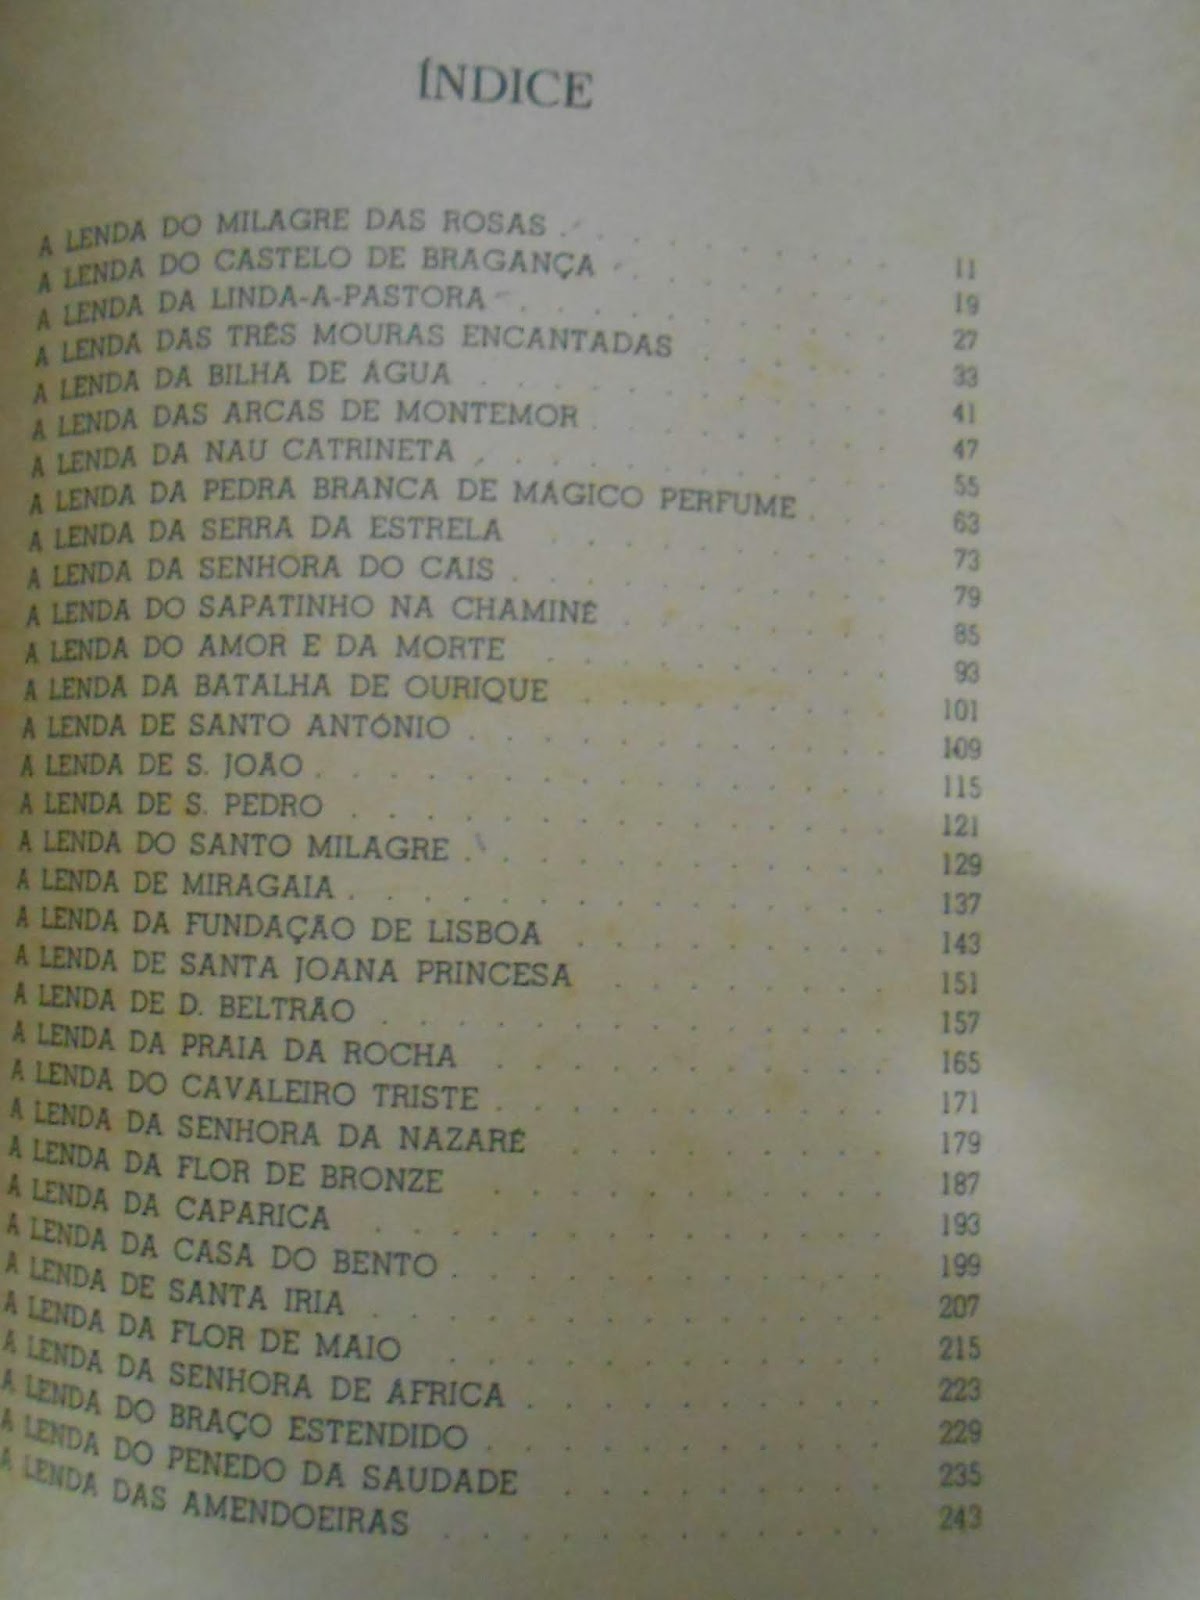 ÍNDICE
A LENDA DO MILAGRE DAS ROSAS . . . . . . . . . 11
A LENDA DO CASTELO DE BRAGANÇA . . . . . . . . 19
A LENDA DA LINDA-A-PASTORA . . . . . . . . . . 27
A LENDA DAS TRÊS MOURAS ENCANTADAS . . . . . . 33
A LENDA DA BILHA DE ÁGUA . . . . . . . . . . . 41
A LENDA DAS ARCAS DE MONTEMOR . . . . . . . . 47
A LENDA DA NAU CATRINETA . . . . . . . . . . . 55
A LENDA DA PEDRA BRANCA DE MÁGICO PERFUME . . . 63
A LENDA DA SERRA DA ESTRELA . . . . . . . . . 73
A LENDA DA SENHORA DO CAIS . . . . . . . . . . 79
A LENDA DO SAPATINHO NA CHAMINÉ . . . . . . . 85
A LENDA DO AMOR E DA MORTE . . . . . . . . . . 93
A LENDA DA BATALHA DE OURIQUE . . . . . . . . 101
A LENDA DE SANTO ANTÓNIO . . . . . . . . . . . 109
A LENDA DE S. JOÃO . . . . . . . . . . . . . . 115
A LENDA DE S. PEDRO . . . . . . . . . . . . . 121
A LENDA DO SANTO MILAGRE . . . . . . . . . . . 129
A LENDA DE MIRAGAIA . . . . . . . . . . . . . 137
A LENDA DA FUNDAÇÃO DE LISBOA . . . . . . . . 143
A LENDA DE SANTA JOANA PRINCESA . . . . . . . 151
A LENDA DE D. BELTRÃO . . . . . . . . . . . . 157
A LENDA DA PRAIA DA ROCHA . . . . . . . . . . 165
A LENDA DO CAVALEIRO TRISTE . . . . . . . . . 171
A LENDA DA SENHORA DA NAZARÉ . . . . . . . . . 179
A LENDA DA FLOR DE BRONZE . . . . . . . . . . 187
A LENDA DA CAPARICA . . . . . . . . . . . . . 193
A LENDA DA CASA DO BENTO . . . . . . . . . . . 199
A LENDA DE SANTA IRIA . . . . . . . . . . . . 207
A LENDA DA FLOR DE MAIO . . . . . . . . . . . 215
A LENDA DA SENHORA DE ÁFRICA . . . . . . . . . 223
A LENDA DO BRAÇO ESTENDIDO . . . . . . . . . . 229
A LENDA DO PENEDO DA SAUDADE . . . . . . . . . 235
A LENDA DAS AMENDOEIRAS . . . . . . . . . . . 243